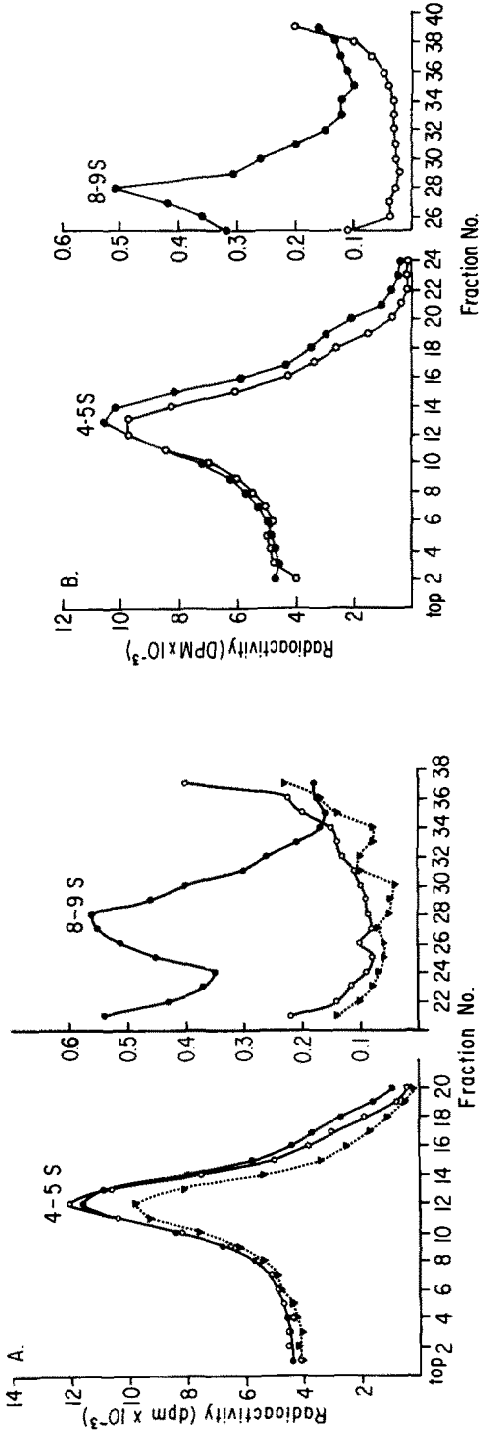 A.
14
12
10
8
6
4
2
Radioactivity (dpm x 10⁻³)
4-5 S
top 2 4 6 8 10 12 14 16 18 20
0.6
0.5
0.4
0.3
0.2
0.1
8-9 S
22 24 26 28 30 32 34 36 38
Fraction No.
B.
12
10
8
6
4
2
Radioactivity (DPM x 10⁻³)
4-5S
top 2 4 6 8 10 12 14 16 18 20 22 24
0.6
0.5
0.4
0.3
0.2
0.1
8-9S
26 28 30 32 34 36 38 40
Fraction No.